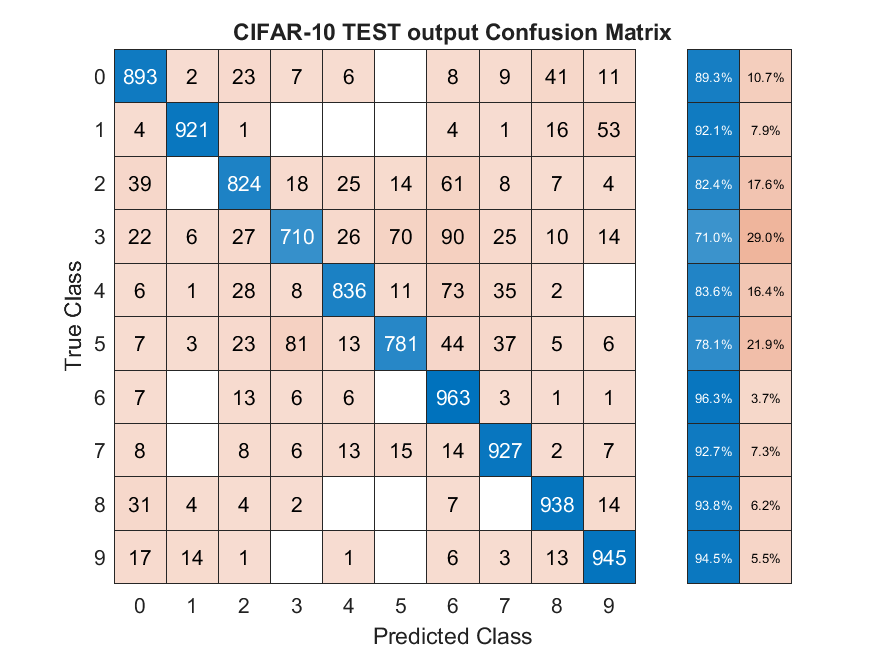 CIFAR-10 TEST output Confusion Matrix
0 893 2 23 7 6 8 9 41 11 89.3% 10.7%
1 4 921 1 4 1 16 53 92.1% 7.9%
2 39 824 18 25 14 61 8 7 4 82.4% 17.6%
3 22 6 27 710 26 70 90 25 10 14 71.0% 29.0%
4 6 1 28 8 836 11 73 35 2 83.6% 16.4%
5 7 3 23 81 13 781 44 37 5 6 78.1% 21.9%
6 7 13 6 6 963 3 1 1 96.3% 3.7%
7 8 8 6 13 15 14 927 2 7 92.7% 7.3%
8 31 4 4 2 7 938 14 93.8% 6.2%
9 17 14 1 1 6 3 13 945 94.5% 5.5%
0 1 2 3 4 5 6 7 8 9
True Class
Predicted Class